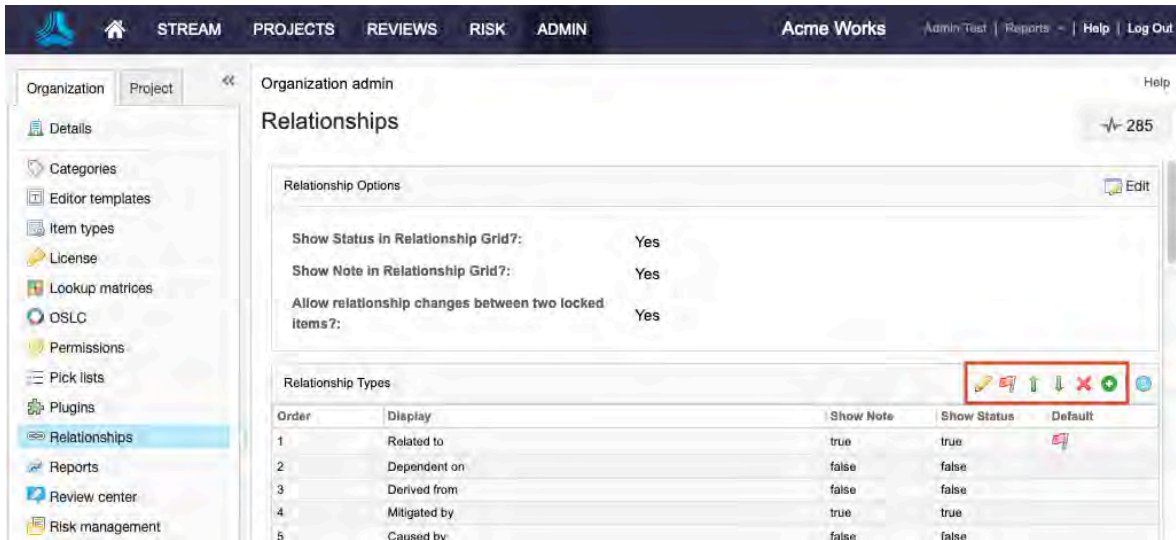 STREAM PROJECTS REVIEWS RISK ADMIN Acme Works Admin Test | Reports | Help | Log Out
Organization Project «
Organization admin Help
Details
Relationships 285
Categories
Editor templates
Item types
License
Lookup matrices
OSLC
Permissions
Pick lists
Plugins
Relationships
Reports
Review center
Risk management
Relationship Options Edit
Show Status in Relationship Grid?: Yes
Show Note in Relationship Grid?: Yes
Allow relationship changes between two locked
items?: Yes
Relationship Types
Order Display Show Note Show Status Default
1 Related to true true
2 Dependent on false false
3 Derived from false false
4 Mitigated by true true
5 Caused by false false